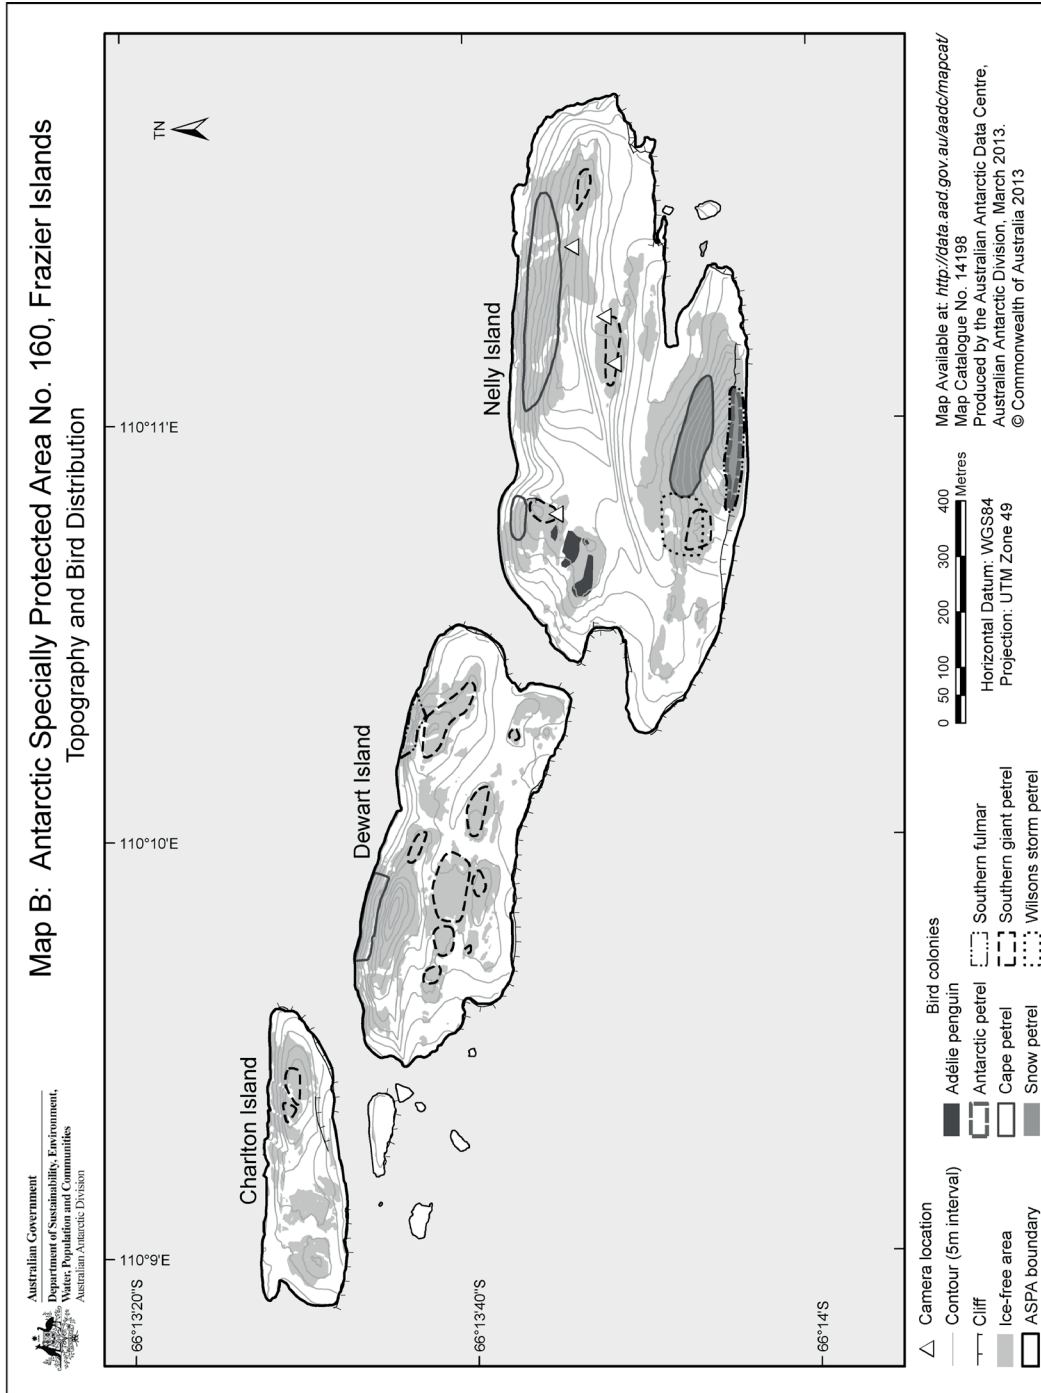 Australian Government
Department of Sustainability, Environment,
Water, Population and Communities
Australian Antarctic Division
Map B: Antarctic Specially Protected Area No. 160, Frazier Islands
Topography and Bird Distribution
110°9'E
110°10'E
110°11'E
66°13'20"S
66°13'40"S
66°14'S
TN
Charlton Island
Dewart Island
Nelly Island
Camera location
Contour (5m interval)
Cliff
Ice-free area
ASPA boundary
Bird colonies
Adélie penguin
Antarctic petrel
Cape petrel
Snow petrel
Southern fulmar
Southern giant petrel
Wilsons storm petrel
0 50 100 200 300 400
Metres
Horizontal Datum: WGS84
Projection: UTM Zone 49
Map Available at: http://data.aad.gov.au/aadc/mapcat/
Map Catalogue No. 14198
Produced by the Australian Antarctic Data Centre,
Australian Antarctic Division, March 2013.
© Commonwealth of Australia 2013